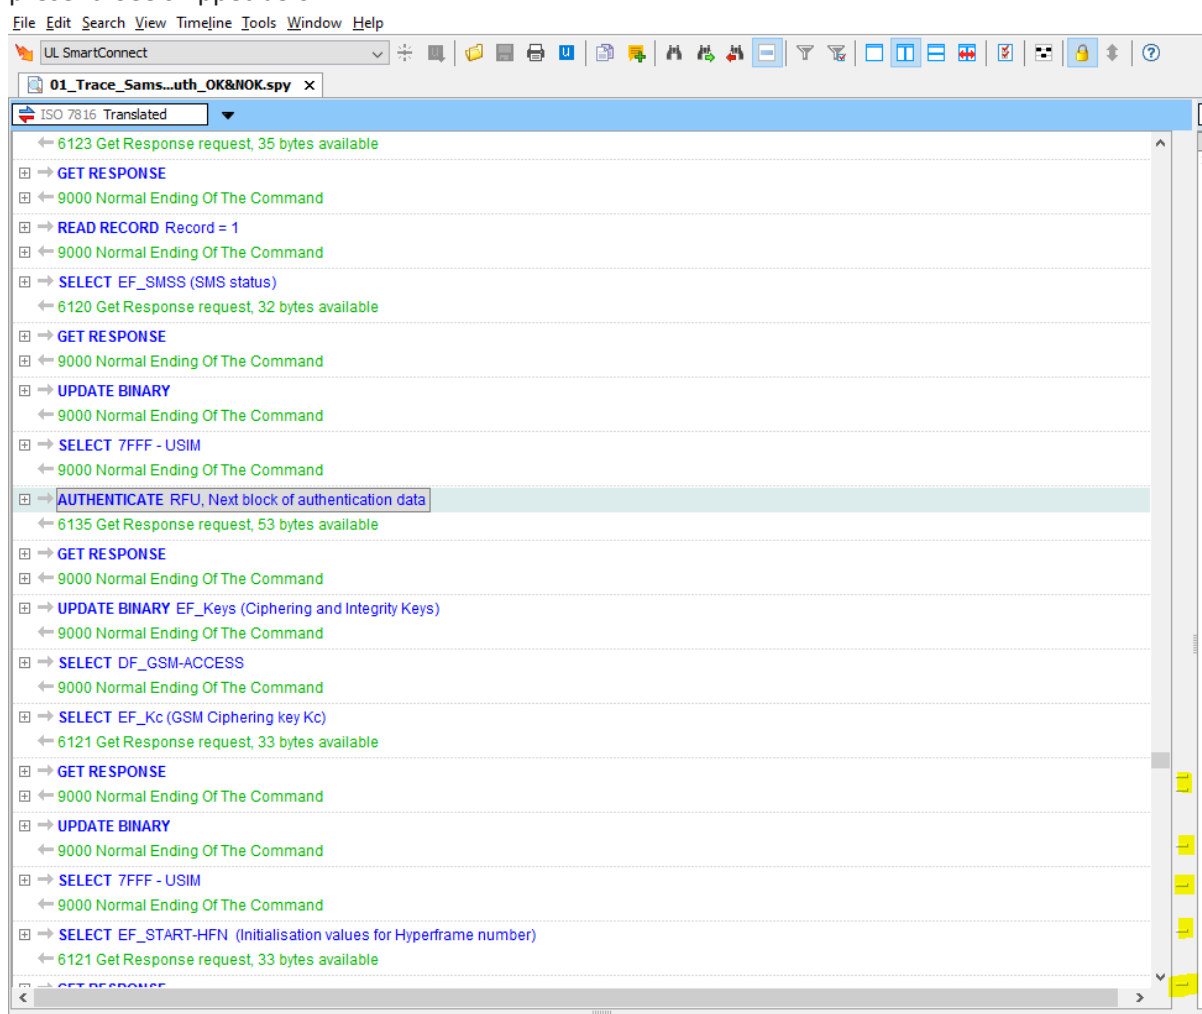 File Edit Search View Timeline Tools Window Help
UL SmartConnect
01_Trace_Sams...uth_OK&NOK.spy X
ISO 7816 Translated
6123 Get Response request, 35 bytes available
GET RESPONSE
9000 Normal Ending Of The Command
READ RECORD Record = 1
9000 Normal Ending Of The Command
SELECT EF_SMSS (SMS status)
6120 Get Response request, 32 bytes available
GET RESPONSE
9000 Normal Ending Of The Command
UPDATE BINARY
9000 Normal Ending Of The Command
SELECT 7FFF - USIM
9000 Normal Ending Of The Command
AUTHENTICATE RFU, Next block of authentication data
6135 Get Response request, 53 bytes available
GET RESPONSE
9000 Normal Ending Of The Command
UPDATE BINARY EF_Keys (Ciphering and Integrity Keys)
9000 Normal Ending Of The Command
SELECT DF_GSM-ACCESS
9000 Normal Ending Of The Command
SELECT EF_Kc (GSM Ciphering key Kc)
6121 Get Response request, 33 bytes available
GET RESPONSE
9000 Normal Ending Of The Command
UPDATE BINARY
9000 Normal Ending Of The Command
SELECT 7FFF - USIM
9000 Normal Ending Of The Command
SELECT EF_START-HFN (Initialisation values for Hyperframe number)
6121 Get Response request, 33 bytes available
GET RESPONSE